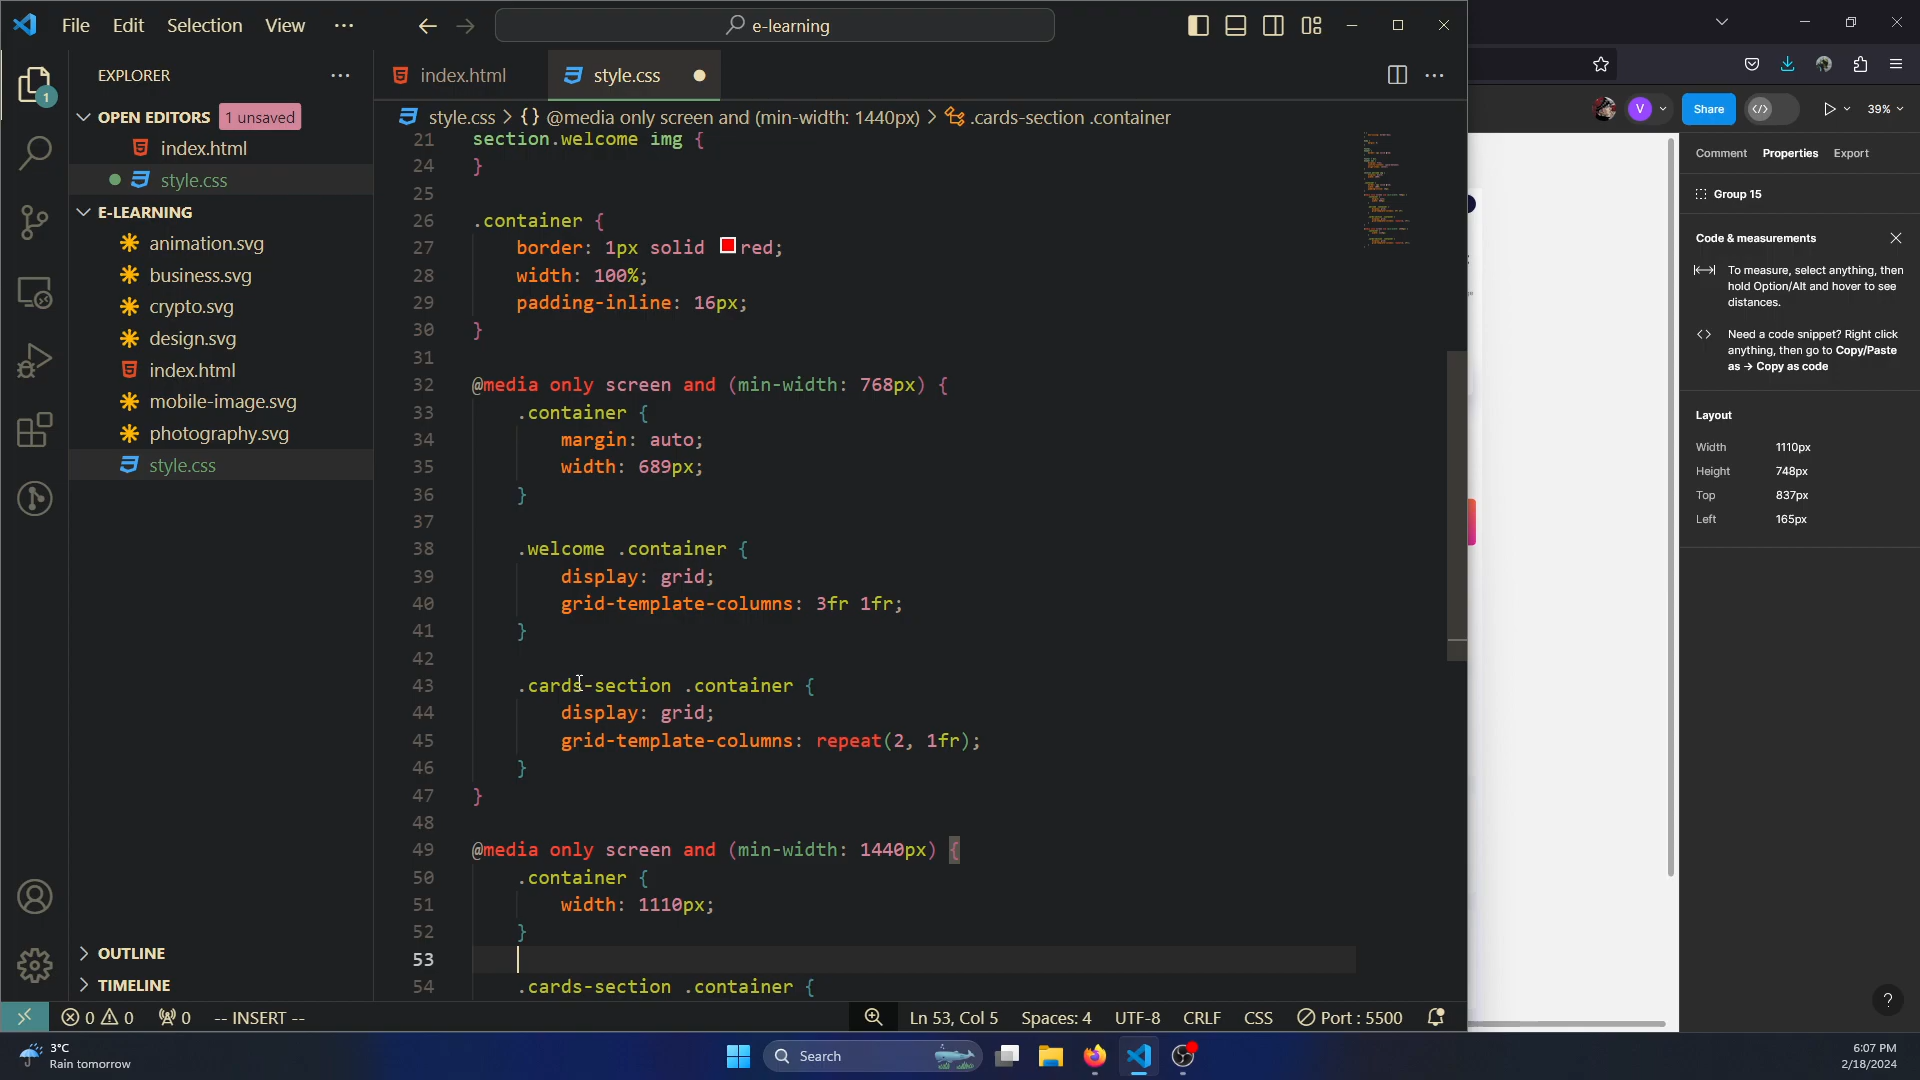 File Edit Selection View ...
e-learning
EXPLORER
OPEN EDITORS 1 unsaved
index.html
style.css
E-LEARNING
animation.svg
business.svg
crypto.svg
design.svg
index.html
mobile-image.svg
photography.svg
style.css
OUTLINE
TIMELINE
1
index.html
style.css
style.css > {} @media only screen and (min-width: 1440px) > .cards-section .container
21 section.welcome img {
24 }
25
26 .container {
27 border: 1px solid red;
28 width: 100%;
29 padding-inline: 16px;
30 }
31
32 @media only screen and (min-width: 768px) {
33 .container {
34 margin: auto;
35 width: 689px;
36 }
37
38 .welcome .container {
39 display: grid;
40 grid-template-columns: 3fr 1fr;
41 }
42
43 .cards-section .container {
44 display: grid;
45 grid-template-columns: repeat(2, 1fr);
46 }
47 }
48
49 @media only screen and (min-width: 1440px) {
50 .container {
51 width: 1110px;
52 }
53
54 .cards-section .container {
0 0 0 -- INSERT -- Ln 53, Col 5 Spaces: 4 UTF-8 CRLF CSS Port : 5500
V Share </> 39%
Comment Properties Export
Group 15
Code & measurements
To measure, select anything, then
hold Option/Alt and hover to see
distances.
Need a code snippet? Right click
anything, then go to Copy/Paste
as → Copy as code
Layout
Width 1110px
Height 748px
Top 837px
Left 165px
?
3°C
Rain tomorrow
Search
6:07 PM
2/18/2024